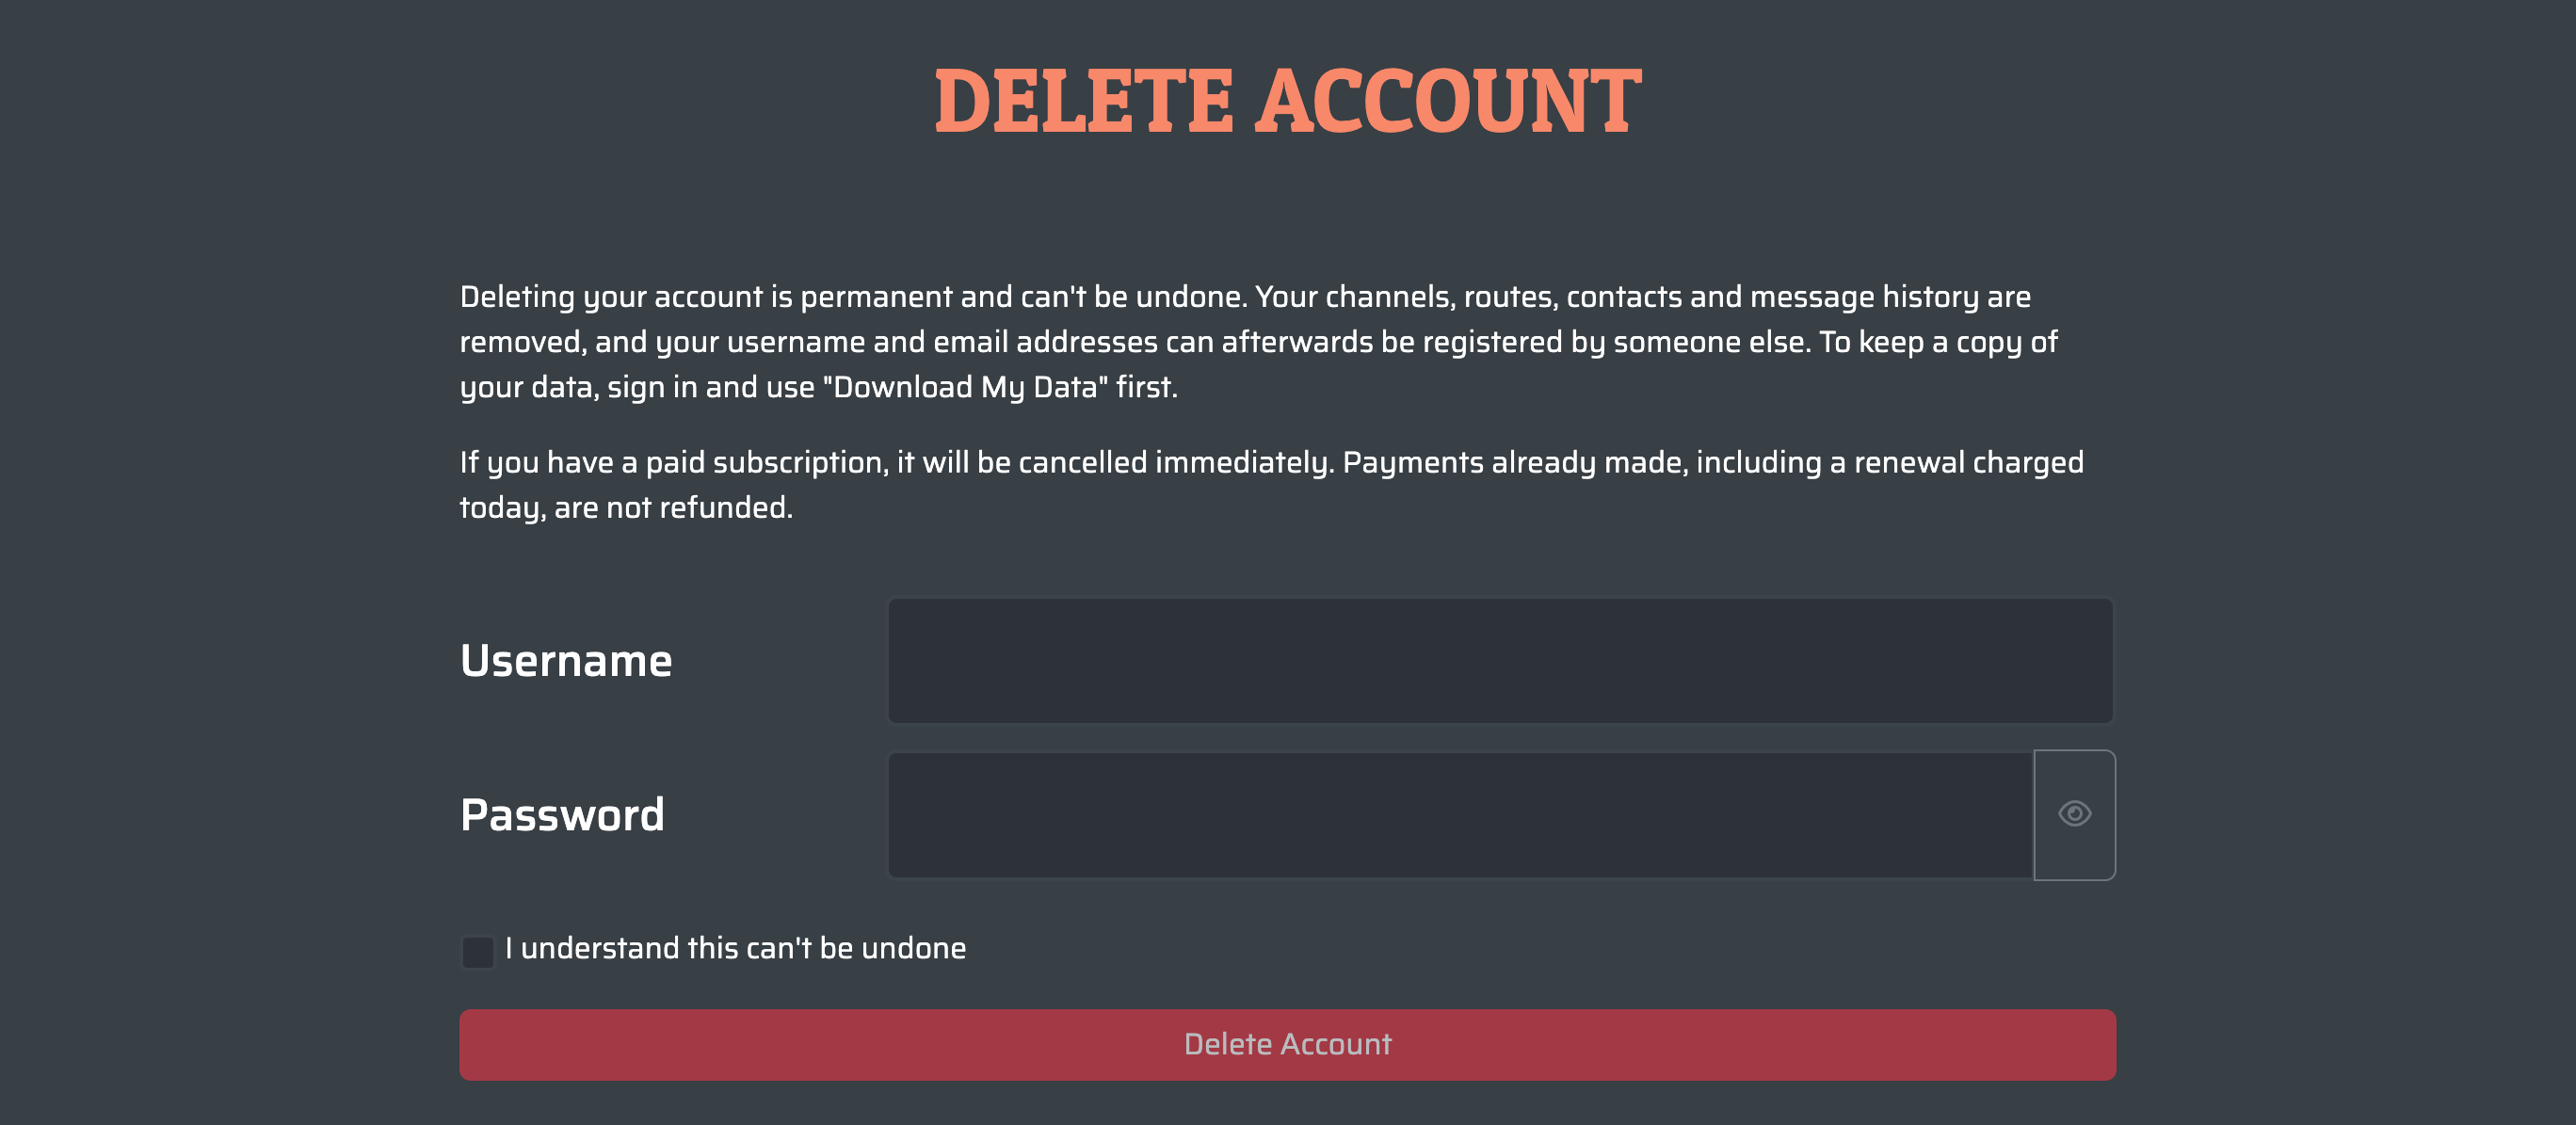 DELETE ACCOUNT
Deleting your account is permanent and can't be undone. Your channels, routes, contacts and message history are
removed, and your username and email addresses can afterwards be registered by someone else. To keep a copy of
your data, sign in and use "Download My Data" first.
If you have a paid subscription, it will be cancelled immediately. Payments already made, including a renewal charged
today, are not refunded.
Username
Password
I understand this can't be undone
Delete Account